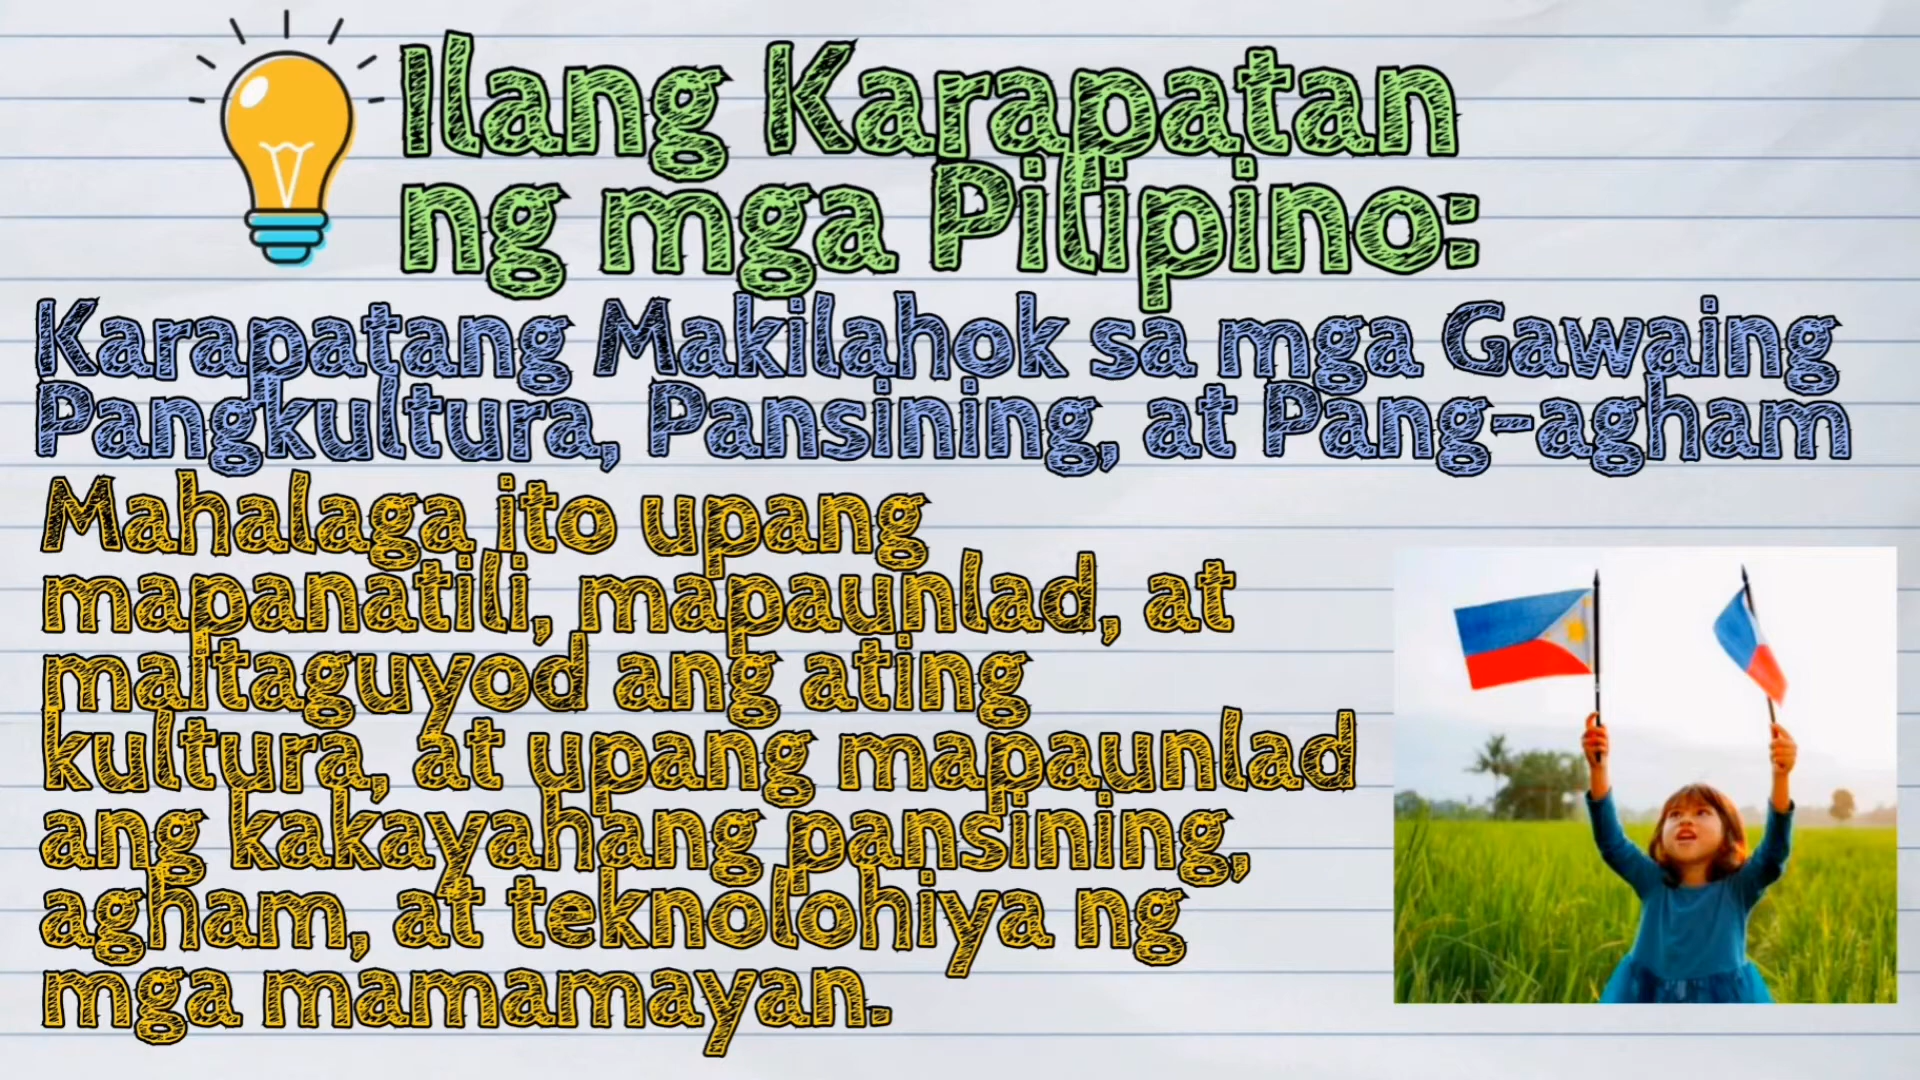 Ilang Karapatan
ng mga Pilipino:
Karapatang Makilahok sa mga Gawaing
Pangkultura, Pansining, at Pang-agham
Mahalaga ito upang
mapanatili, mapaunlad, at
maitaguyod ang ating
kultura, at upang mapaunlad
ang kakayahang pansining,
agham, at teknolohiya ng
mga mamamayan.